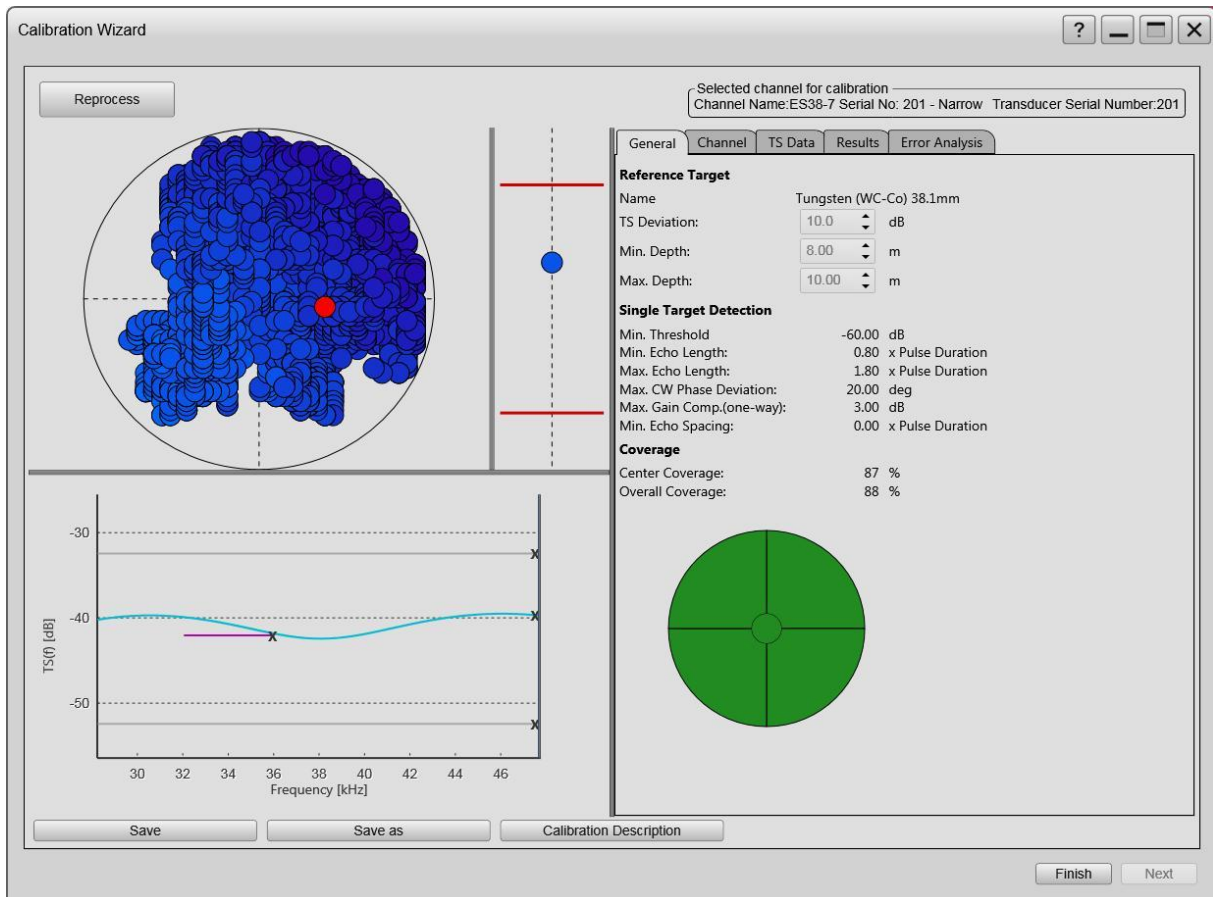 Calibration Wizard
?
Reprocess
Selected channel for calibration
Channel Name:ES38-7 Serial No: 201 - Narrow Transducer Serial Number:201
General Channel TS Data Results Error Analysis
Reference Target
Name Tungsten (WC-Co) 38.1mm
TS Deviation: 10.0 dB
Min. Depth: 8.00 m
Max. Depth: 10.00 m
Single Target Detection
Min. Threshold -60.00 dB
Min. Echo Length: 0.80 x Pulse Duration
Max. Echo Length: 1.80 x Pulse Duration
Max. CW Phase Deviation: 20.00 deg
Max. Gain Comp.(one-way): 3.00 dB
Min. Echo Spacing: 0.00 x Pulse Duration
Coverage
Center Coverage: 87 %
Overall Coverage: 88 %
TS(f) [dB]
-30
-40
-50
x
x
x
x
30 32 34 36 38 40 42 44 46
Frequency [kHz]
Save Save as Calibration Description
Finish Next